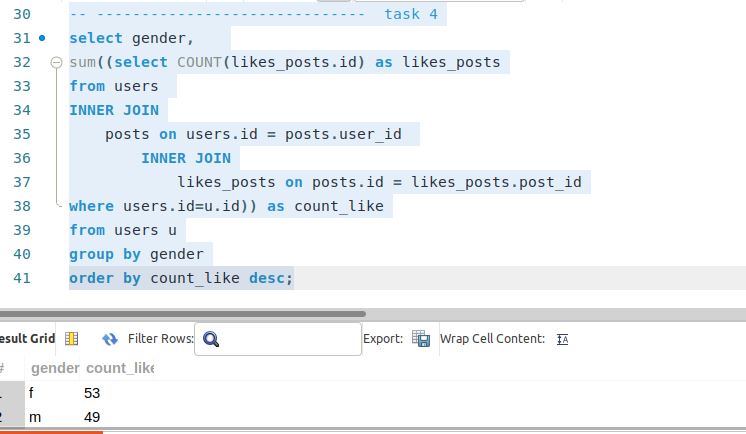 30 -- ------------------------------ task 4
31 select gender,
32 sum((select COUNT(likes_posts.id) as likes_posts
33 from users
34 INNER JOIN
35 posts on users.id = posts.user_id
36 INNER JOIN
37 likes_posts on posts.id = likes_posts.post_id
38 where users.id=u.id)) as count_like
39 from users u
40 group by gender
41 order by count_like desc;
esult Grid Filter Rows: Export: Wrap Cell Content: IA
# gender count_like
f 53
2 m 49